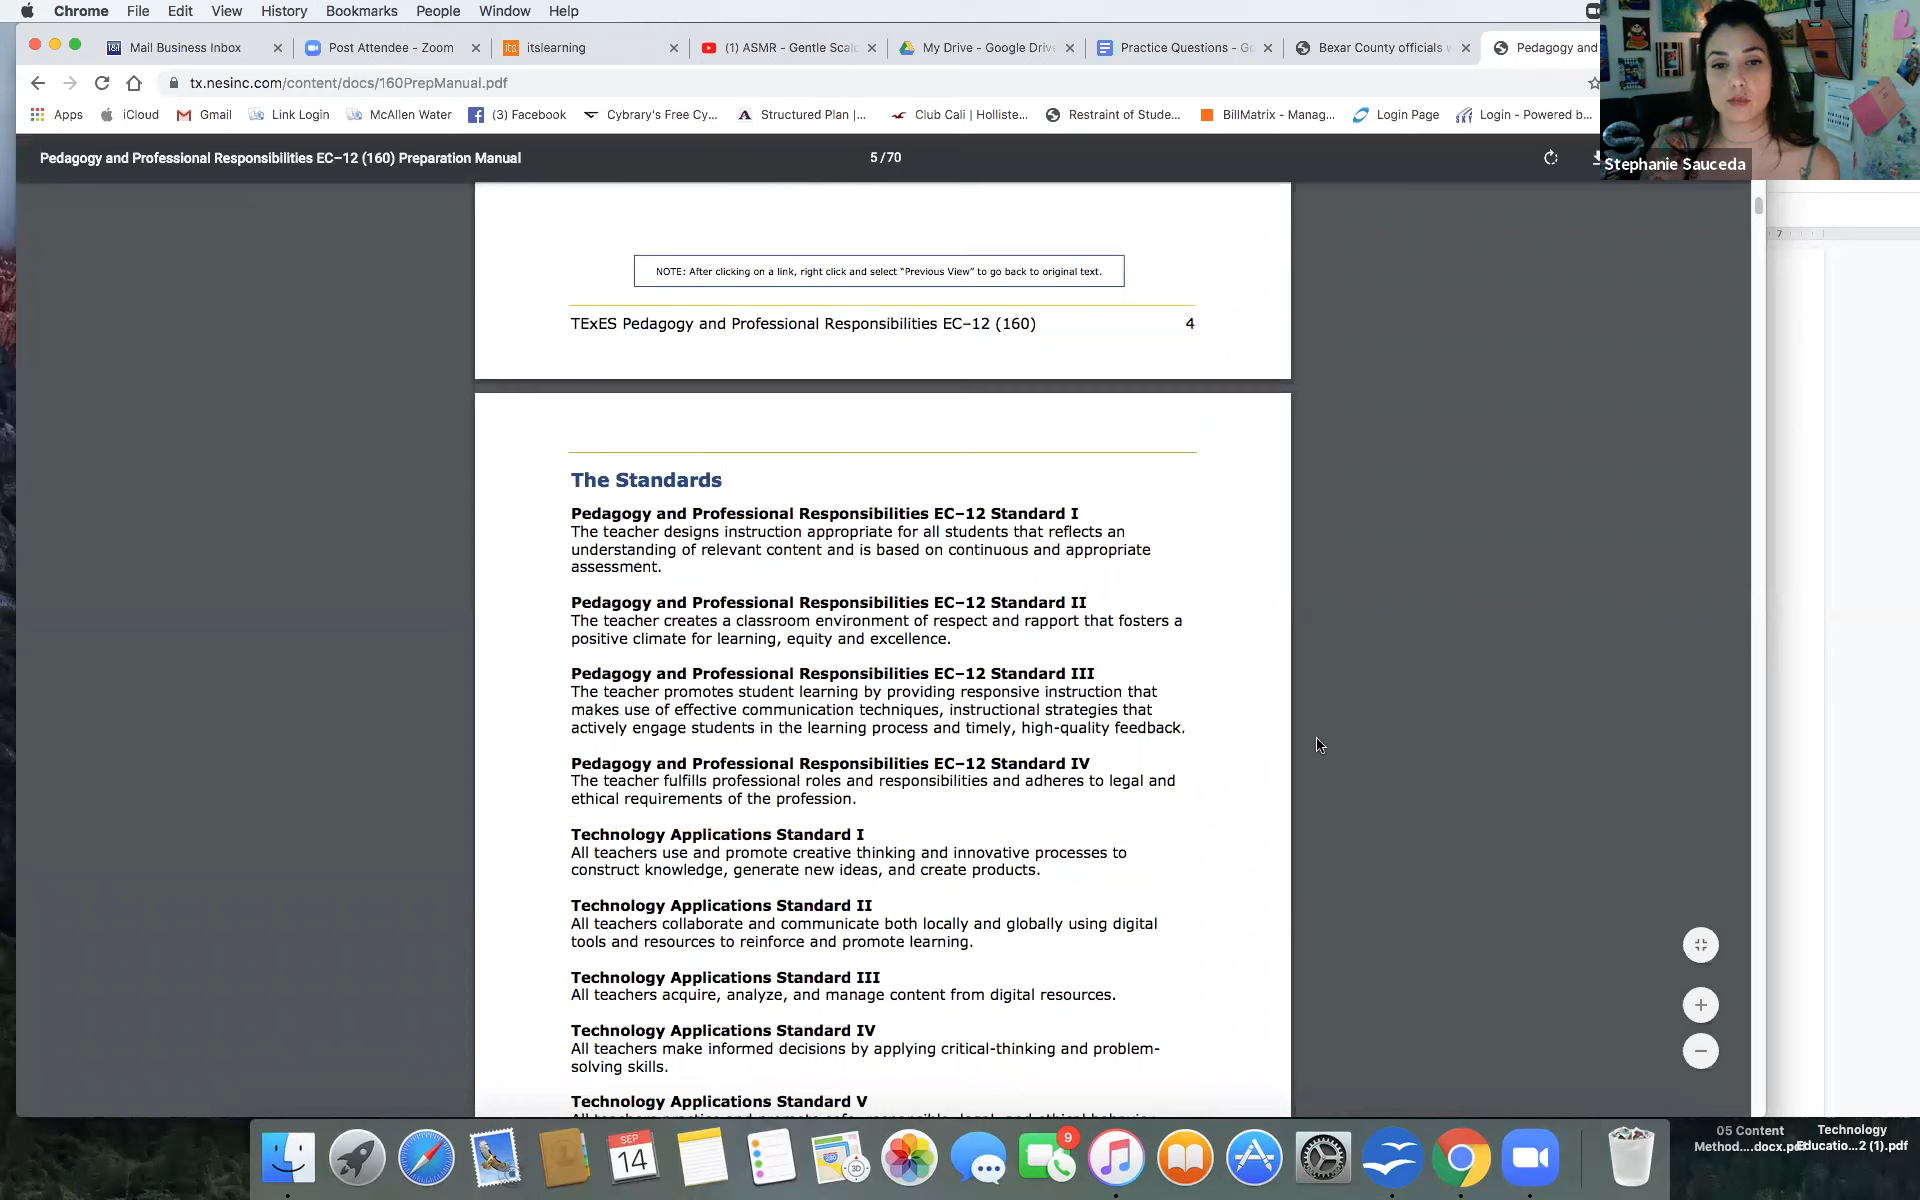 Chrome File Edit View History Bookmarks People Window Help
Mail Business Inbox
Post Attendee - Zoom
its itslearning
(1) ASMR - Gentle Scal
My Drive - Google Drive
Practice Questions - G
Bexar County officials
Pedagogy and
tx.nesinc.com/content/docs/160PrepManual.pdf
Apps iCloud Gmail Link Login McAllen Water (3) Facebook Cybrary's Free Cy... Structured Plan |... Club Cali | Holliste... Restraint of Stude... BillMatrix - Manag... Login Page Login - Powered b...
Pedagogy and Professional Responsibilities EC–12 (160) Preparation Manual
5 / 70
Stephanie Sauceda
7
NOTE: After clicking on a link, right click and select “Previous View” to go back to original text.
TExES Pedagogy and Professional Responsibilities EC–12 (160) 4
The Standards
Pedagogy and Professional Responsibilities EC–12 Standard I
The teacher designs instruction appropriate for all students that reflects an
understanding of relevant content and is based on continuous and appropriate
assessment.
Pedagogy and Professional Responsibilities EC–12 Standard II
The teacher creates a classroom environment of respect and rapport that fosters a
positive climate for learning, equity and excellence.
Pedagogy and Professional Responsibilities EC–12 Standard III
The teacher promotes student learning by providing responsive instruction that
makes use of effective communication techniques, instructional strategies that
actively engage students in the learning process and timely, high-quality feedback.
Pedagogy and Professional Responsibilities EC–12 Standard IV
The teacher fulfills professional roles and responsibilities and adheres to legal and
ethical requirements of the profession.
Technology Applications Standard I
All teachers use and promote creative thinking and innovative processes to
construct knowledge, generate new ideas, and create products.
Technology Applications Standard II
All teachers collaborate and communicate both locally and globally using digital
tools and resources to reinforce and promote learning.
Technology Applications Standard III
All teachers acquire, analyze, and manage content from digital resources.
Technology Applications Standard IV
All teachers make informed decisions by applying critical-thinking and problem-
solving skills.
Technology Applications Standard V
SEP
14
280
3D
9
05 Content
Method....docx.pdf
Technology
Educatio...2 (1).pdf